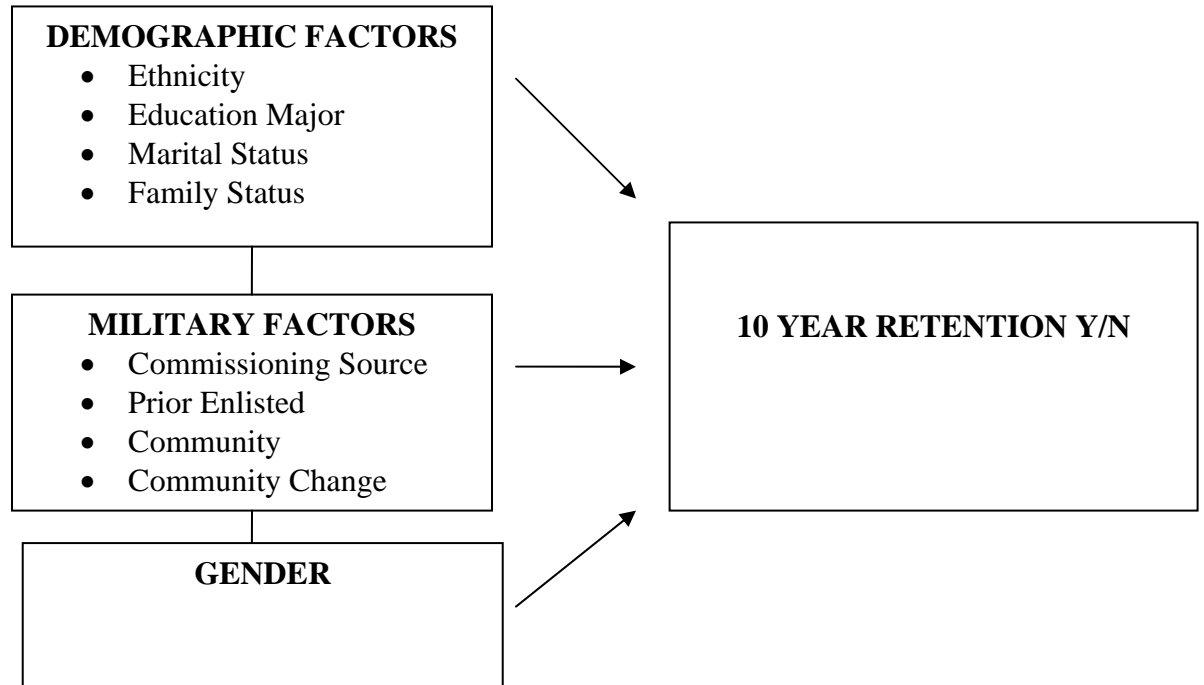 DEMOGRAPHIC FACTORS
• Ethnicity
• Education Major
• Marital Status
• Family Status
MILITARY FACTORS
• Commissioning Source
• Prior Enlisted
• Community
• Community Change
GENDER
10 YEAR RETENTION Y/N